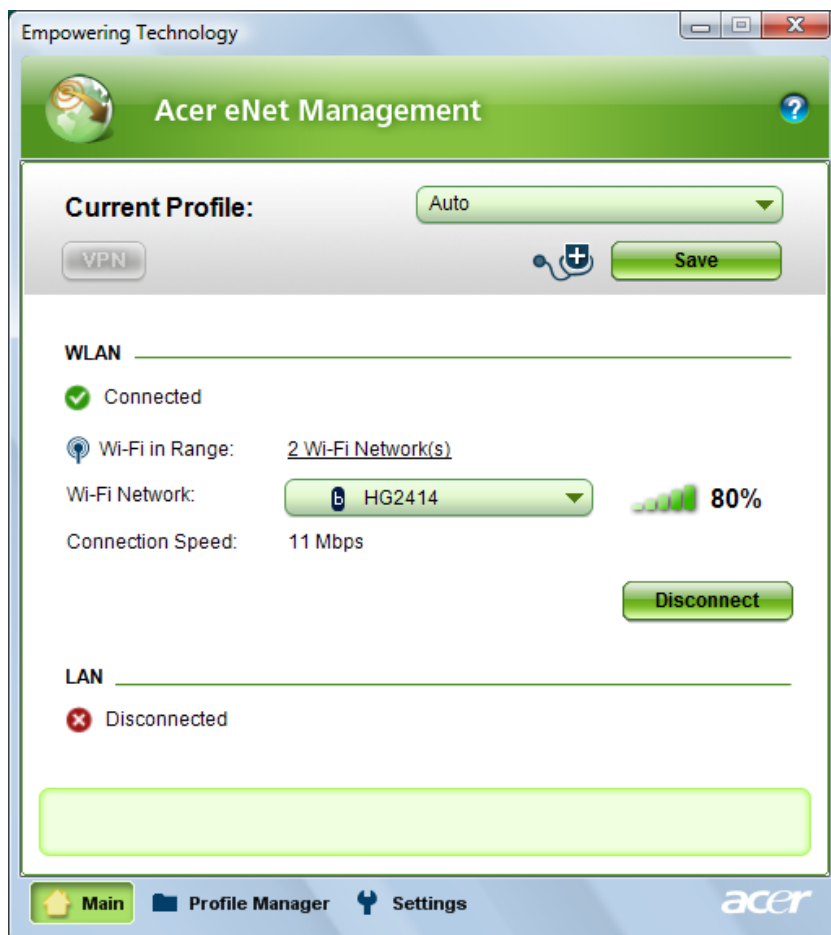 Empowering Technology
Acer eNet Management
?
Current Profile:
Auto
VPN
Save
WLAN
Connected
Wi-Fi in Range: 2 Wi-Fi Network(s)
Wi-Fi Network: b HG2414 80%
Connection Speed: 11 Mbps
Disconnect
LAN
Disconnected
Main Profile Manager Settings acer